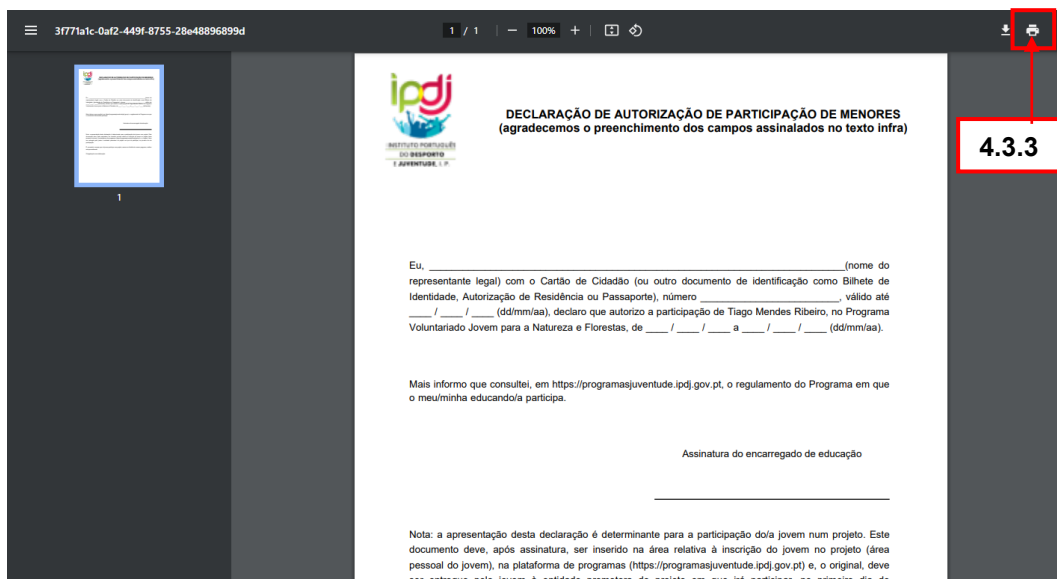 3f771a1c-0af2-449f-8755-28e48896899d
1 / 1
100%
4.3.3
1
ipdj
INSTITUTO PORTUGUÊS
DO DESPORTO
E JUVENTUDE, I. P.
DECLARAÇÃO DE AUTORIZAÇÃO DE PARTICIPAÇÃO DE MENORES
(agradecemos o preenchimento dos campos assinalados no texto infra)
Eu, ______________________________________________________(nome do
representante legal) com o Cartão de Cidadão (ou outro documento de identificação como Bilhete de
Identidade, Autorização de Residência ou Passaporte), número ____________________, válido até
____ / ____ / ____ (dd/mm/aa), declaro que autorizo a participação de Tiago Mendes Ribeiro, no Programa
Voluntariado Jovem para a Natureza e Florestas, de ____ / ____ / ____ a ____ / ____ / ____ (dd/mm/aa).
Mais informo que consultei, em https://programasjuventude.ipdj.gov.pt, o regulamento do Programa em que
o meu/minha educando/a participa.
Assinatura do encarregado de educação
Nota: a apresentação desta declaração é determinante para a participação do/a jovem num projeto. Este
documento deve, após assinatura, ser inserido na área relativa à inscrição do jovem no projeto (área
pessoal do jovem), na plataforma de programas (https://programasjuventude.ipdj.gov.pt) e, o original, deve